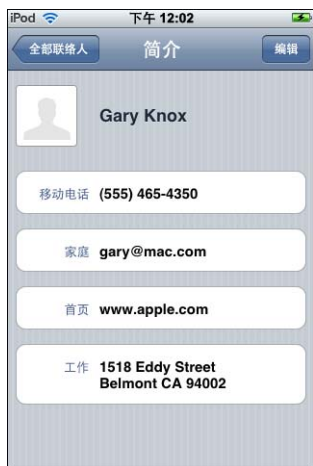 iPod 下午 12:02
全部联络人 简介 编辑
Gary Knox
移动电话 (555) 465-4350
家庭 gary@mac.com
首页 www.apple.com
工作 1518 Eddy Street
Belmont CA 94002